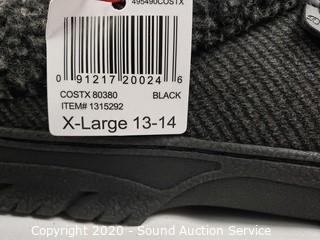 495490COSTX
0 91217 20024 6
COSTX 80380 BLACK
ITEM# 1315292
X-Large 13-14
Copyright 2020 - Sound Auction Service